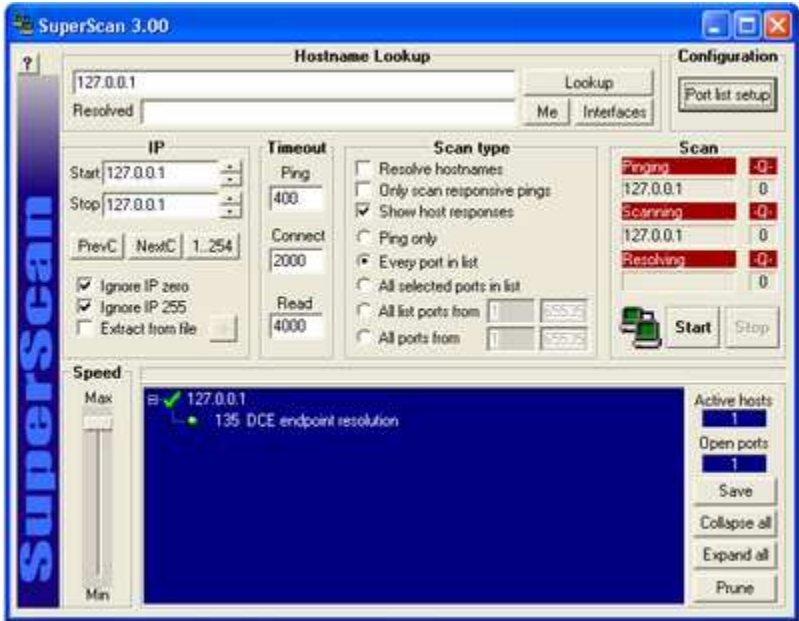 SuperScan 3.00
?
Hostname Lookup
127.0.0.1
Lookup
Resolved
Me
Interfaces
Configuration
Port list setup
IP
Start 127.0.0.1
Stop 127.0.0.1
PrevC NextC 1..254
Ignore IP zero
Ignore IP 255
Extract from file
Timeout
Ping
400
Connect
2000
Read
4000
Scan type
Resolve hostnames
Only scan responsive pings
Show host responses
Ping only
Every port in list
All selected ports in list
All list ports from 1 65535
All ports from 1 65535
Scan
Pinging -Q-
127.0.0.1 0
Scanning -Q-
127.0.0.1 0
Resolving -Q-
0
Start Stop
SuperScan
Speed
Max
Min
127.0.0.1
135 DCE endpoint resolution
Active hosts
1
Open ports
1
Save
Collapse all
Expand all
Prune